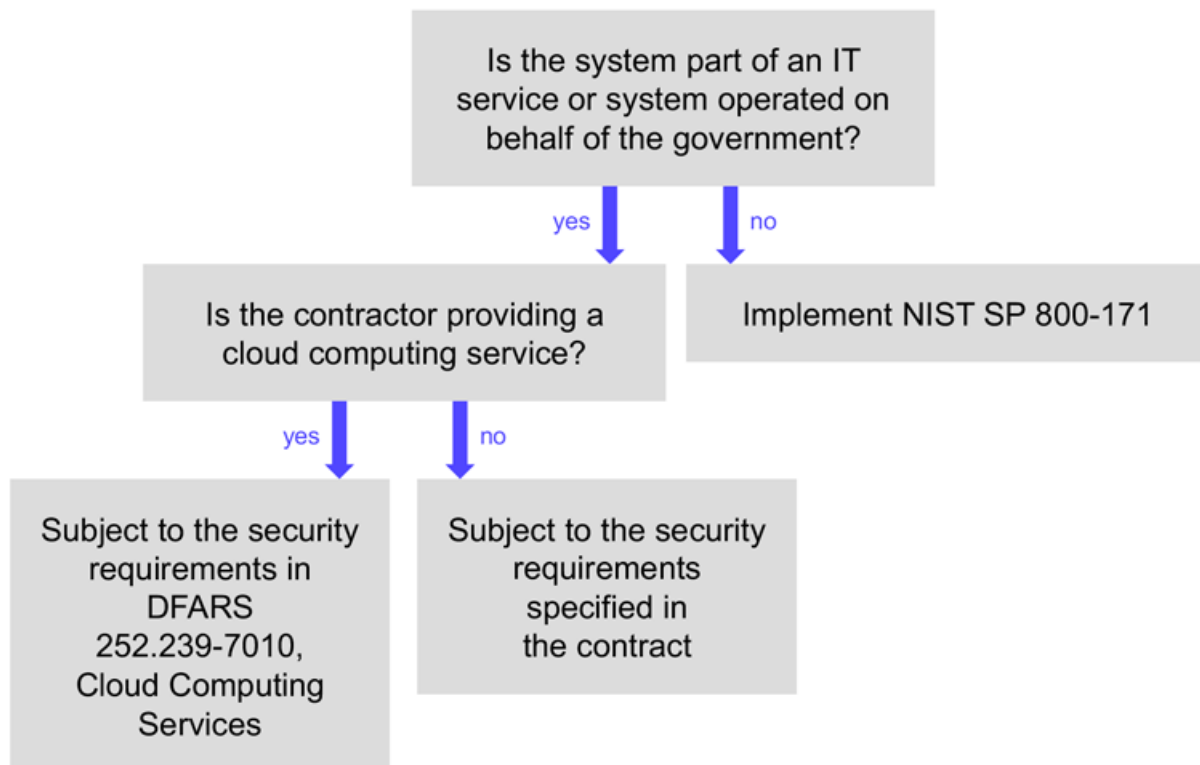 Is the system part of an IT
service or system operated on
behalf of the government?
yes
no
Is the contractor providing a
cloud computing service?
Implement NIST SP 800-171
yes
no
Subject to the security
requirements in
DFARS
252.239-7010,
Cloud Computing
Services
Subject to the security
requirements
specified in
the contract